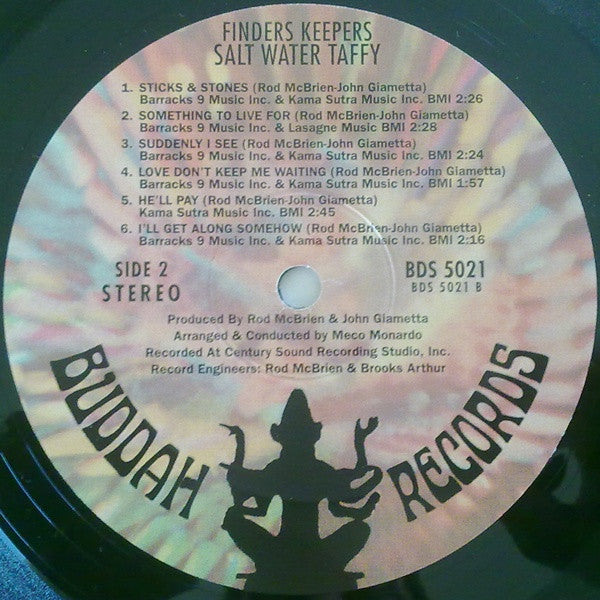 FINDERS KEEPERS
SALT WATER TAFFY
1. STICKS & STONES (Rod McBrien-John Giametta)
Barracks 9 Music Inc. & Kama Sutra Music Inc. BMI 2:26
2. SOMETHING TO LIVE FOR (Rod McBrien-John Giametta)
Barracks 9 Music Inc. & Lasagne Music BMI 2:28
3. SUDDENLY I SEE (Rod McBrien-John Giametta)
Barracks 9 Music Inc. & Kama Sutra Music Inc. BMI 2:24
4. LOVE DON'T KEEP ME WAITING (Rod McBrien-John Giametta)
Barracks 9 Music Inc. & Kama Sutra Music Inc. BMI 1:57
5. HE'LL PAY (Rod McBrien-John Giametta)
Kama Sutra Music Inc. BMI 2:45
6. I'LL GET ALONG SOMEHOW (Rod McBrien-John Giametta)
Barracks 9 Music Inc. & Kama Sutra Music Inc. BMI 2:16
SIDE 2
STEREO
BDS 5021
BDS 5021 B
Produced By Rod McBrien & John Giametta
Arranged & Conducted by Meco Monardo
Recorded At Century Sound Recording Studio, Inc.
Record Engineers: Rod McBrien & Brooks Arthur
BUDDAH RECORDS